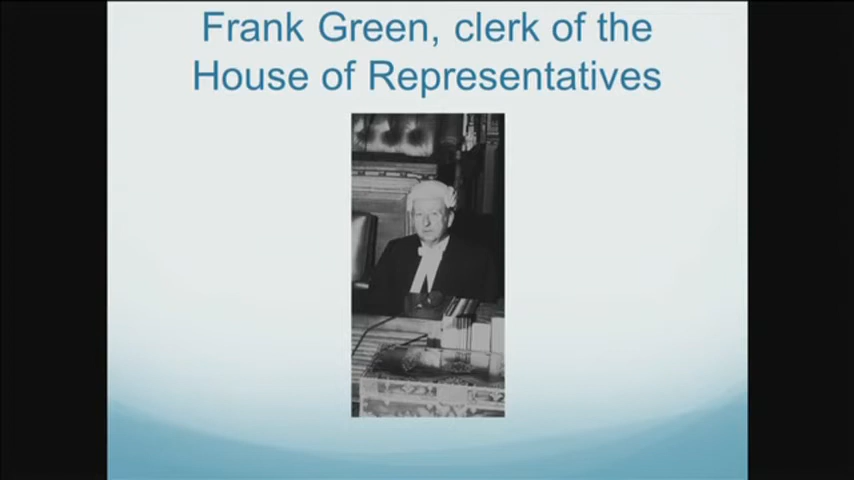 Frank Green, clerk of the
House of Representatives